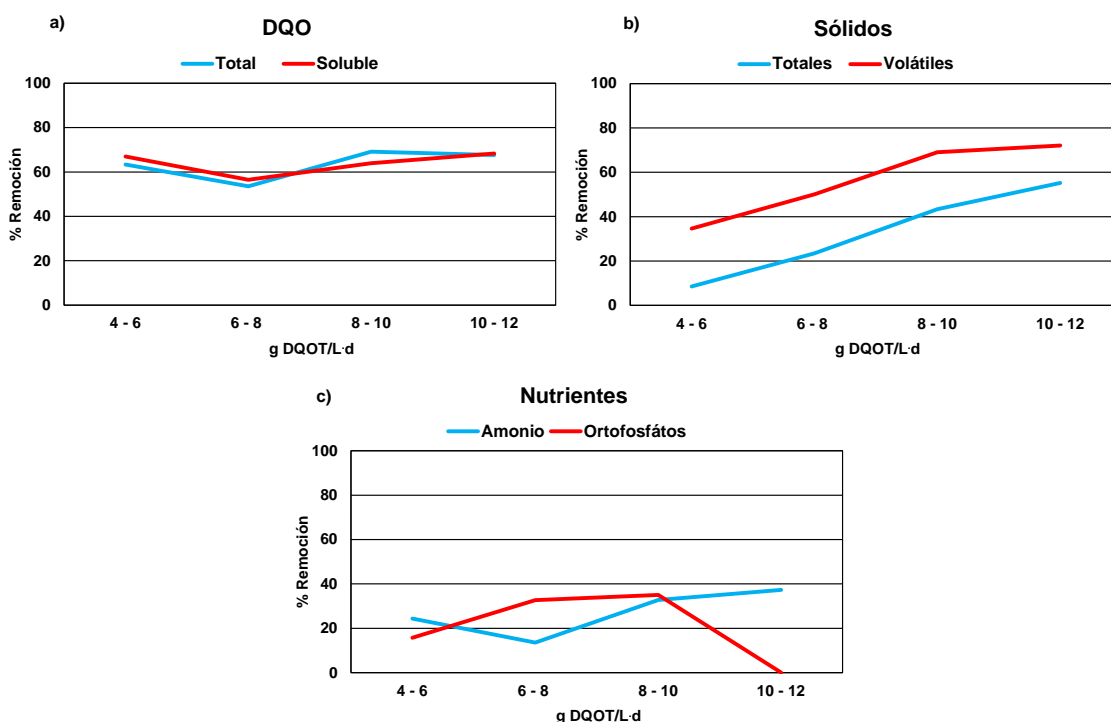 a)
DQO
Total Soluble
100
80
60
40
20
0
% Remoción
4 - 6 6 - 8 8 - 10 10 - 12
g DQOT/L·d
b)
Sólidos
Totales Volátiles
100
80
60
40
20
0
% Remoción
4 - 6 6 - 8 8 - 10 10 - 12
g DQOT/L·d
c)
Nutrientes
Amonio Ortofosfátos
100
80
60
40
20
0
% Remoción
4 - 6 6 - 8 8 - 10 10 - 12
g DQOT/L·d